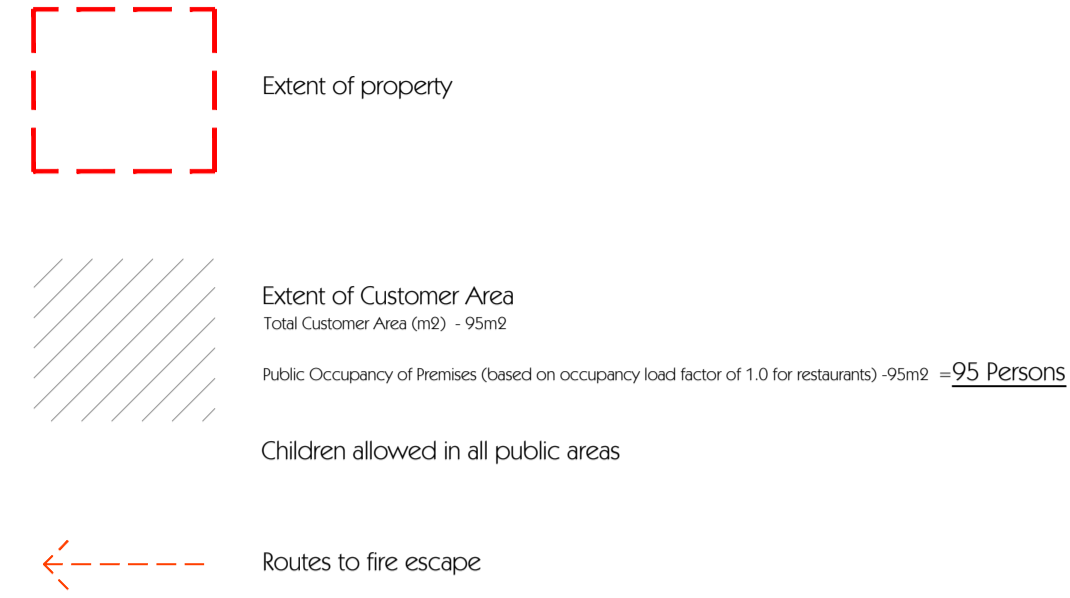 Extent of property
Extent of Customer Area
Total Customer Area (m2) - 95m2
Public Occupancy of Premises (based on occupancy load factor of 1.0 for restaurants) -95m2 =95 Persons
Children allowed in all public areas
Routes to fire escape